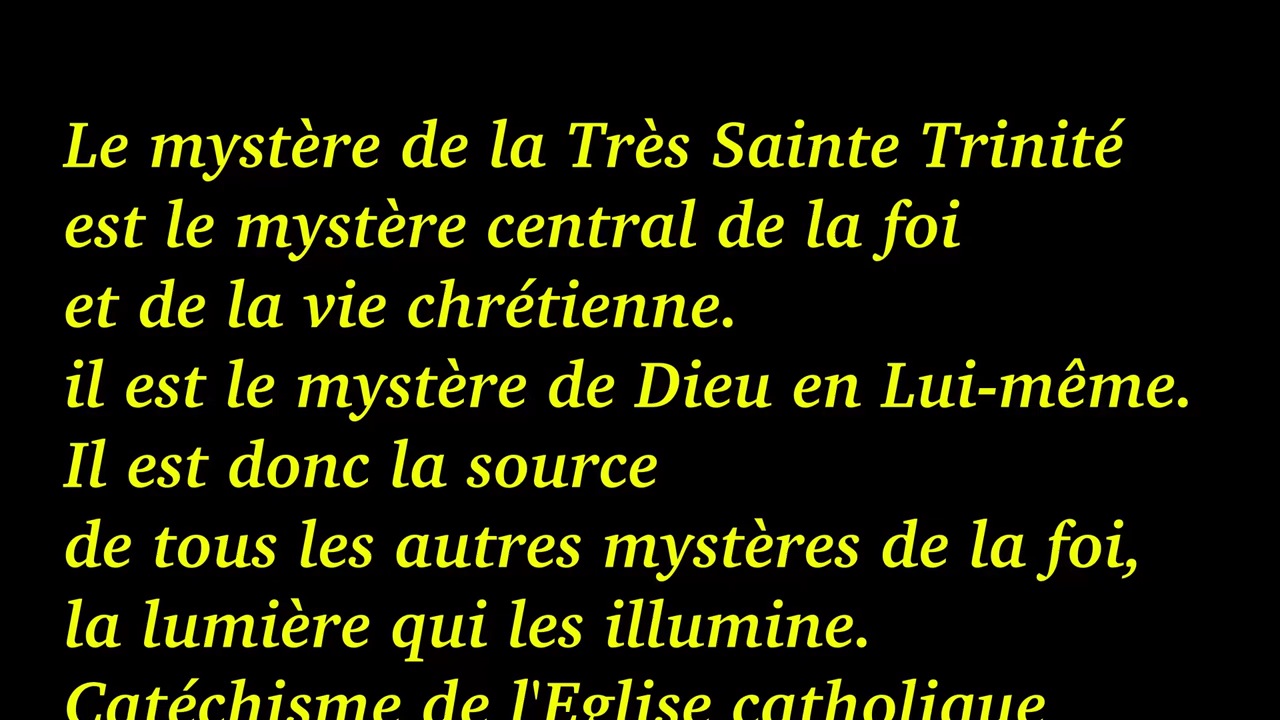 Le mystère de la Très Sainte Trinité
est le mystère central de la foi
et de la vie chrétienne.
il est le mystère de Dieu en Lui-même.
Il est donc la source
de tous les autres mystères de la foi,
la lumière qui les illumine.
Catéchisme de l'Eglise catholique